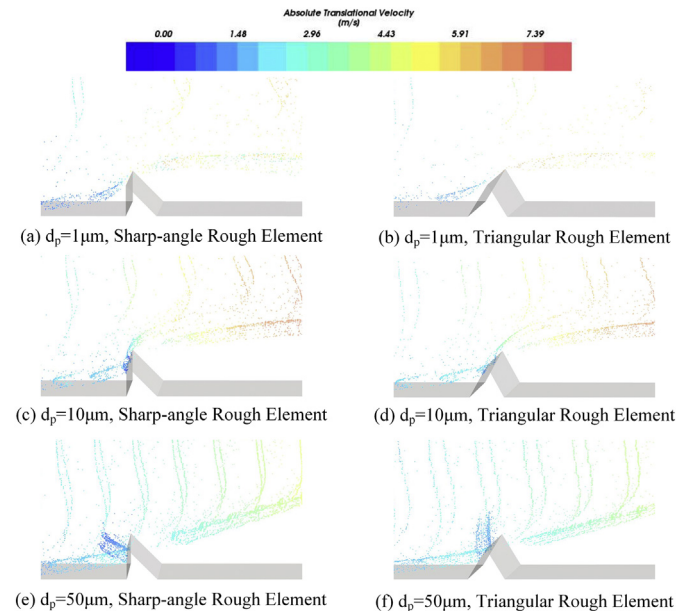 Absolute Translational Velocity
(m/s)
0.00 1.48 2.96 4.43 5.91 7.39
(a) dₚ=1μm, Sharp-angle Rough Element
(b) dₚ=1μm, Triangular Rough Element
(c) dₚ=10μm, Sharp-angle Rough Element
(d) dₚ=10μm, Triangular Rough Element
(e) dₚ=50μm, Sharp-angle Rough Element
(f) dₚ=50μm, Triangular Rough Element